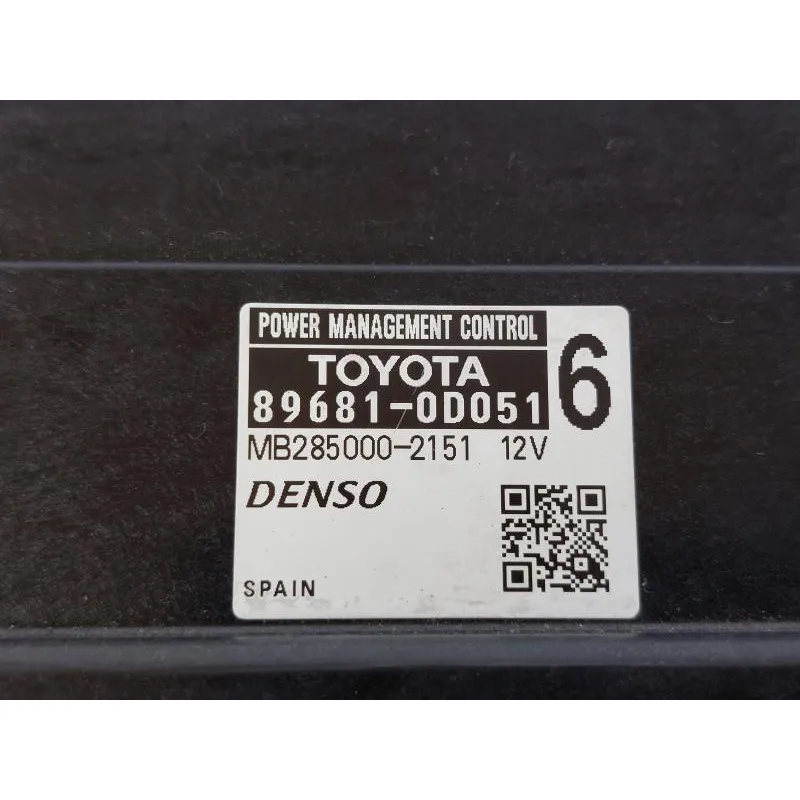 POWER MANAGEMENT CONTROL
TOYOTA
89681-0D051
6
MB285000-2151 12V
DENSO
SPAIN